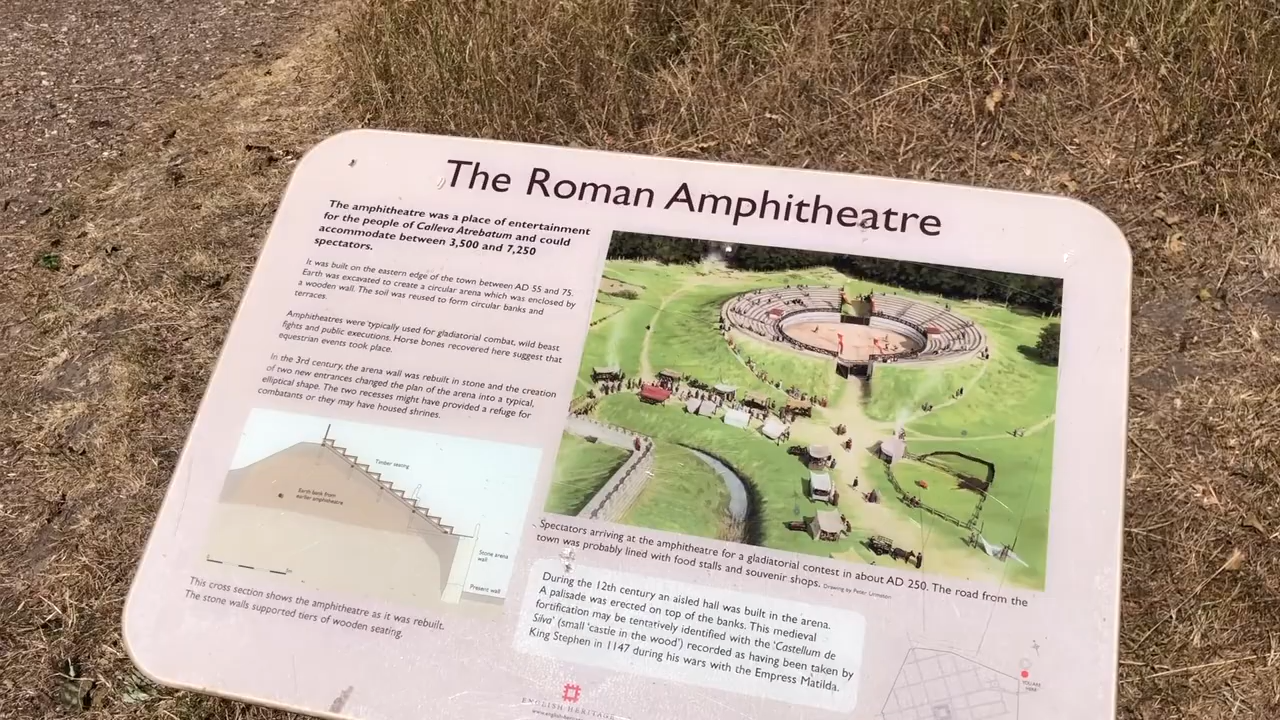 The Roman Amphitheatre
The amphitheatre was a place of entertainment
for the people of Calleva Atrebatum and could
accommodate between 3,500 and 7,250
spectators.
It was built on the eastern edge of the town between AD 55 and 75.
Earth was excavated to create a circular arena which was enclosed by
a wooden wall. The soil was reused to form circular banks and
terraces.
Amphitheatres were typically used for gladiatorial combat, wild beast
fights and public executions. Horse bones recovered here suggest that
equestrian events took place.
In the 3rd century, the arena wall was rebuilt in stone and the creation
of two new entrances changed the plan of the arena into a typical,
elliptical shape. The two recesses might have provided a refuge for
combatants or they may have housed shrines.
Timber seating
Earth bank from
earlier amphitheatre
Stone arena
wall
Present wall
5m
This cross section shows the amphitheatre as it was rebuilt.
The stone walls supported tiers of wooden seating.
Spectators arriving at the amphitheatre for a gladiatorial contest in about AD 250. The road from the
town was probably lined with food stalls and souvenir shops. Drawing by Peter Urmston
During the 12th century an aisled hall was built in the arena.
A palisade was erected on top of the banks. This medieval
fortification may be tentatively identified with the 'Castellum de
Silva' (small 'castle in the wood') recorded as having been taken by
King Stephen in 1147 during his wars with the Empress Matilda.
YOU ARE
HERE
ENGLISH HERITAGE